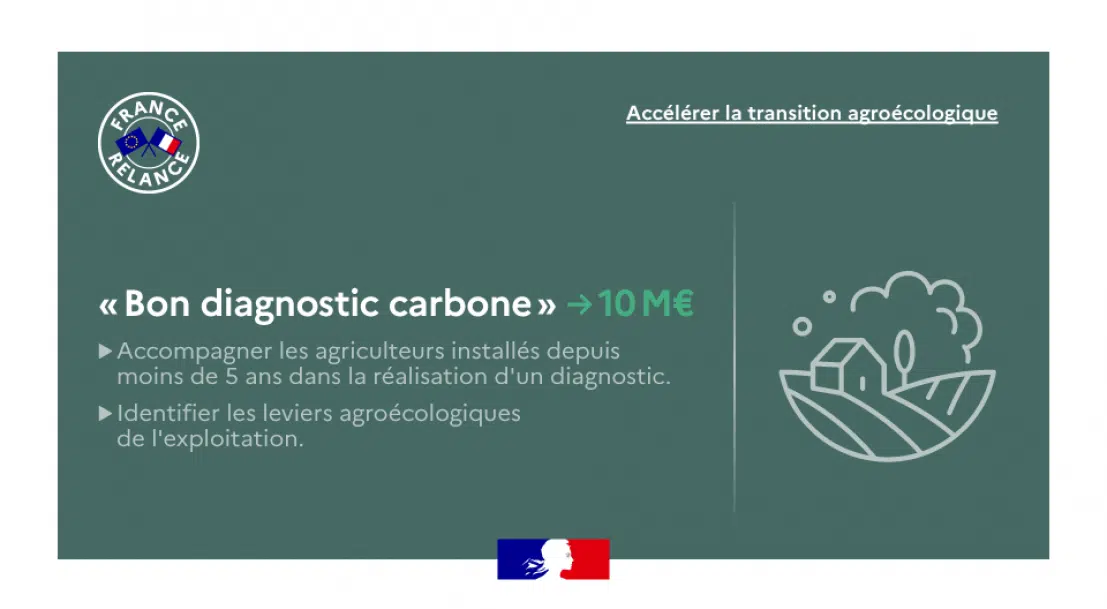 FRANCE
RELANCE
Accélérer la transition agroécologique
« Bon diagnostic carbone » → 10 M€
▶ Accompagner les agriculteurs installés depuis
moins de 5 ans dans la réalisation d'un diagnostic.
▶ Identifier les leviers agroécologiques
de l'exploitation.